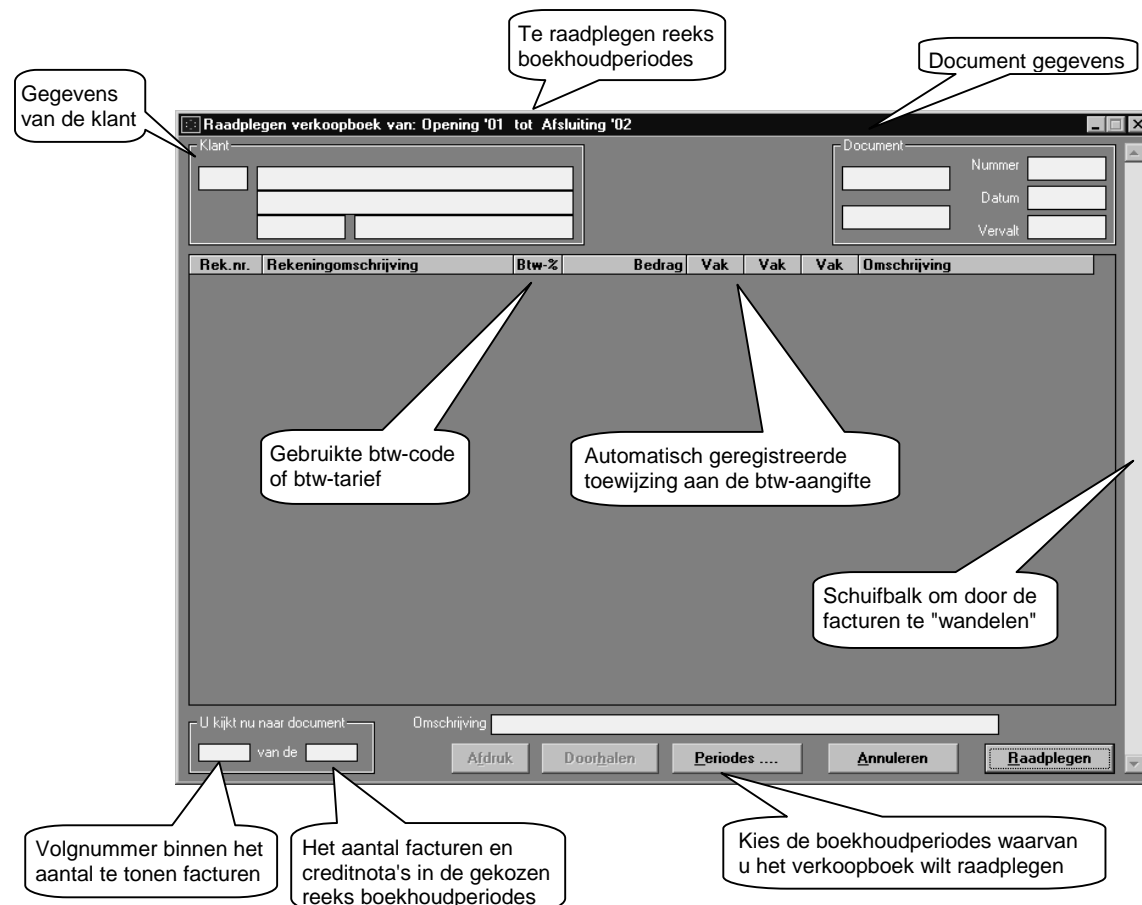 Te raadplegen reeks
boekhoudperiodes
Document gegevens
Gegevens
van de klant
Raadplegen verkoopboek van: Opening '01 tot Afsluiting '02
Klant
Document
Nummer
Datum
Vervalt
Rek.nr. Rekeningomschrijving Btw-% Bedrag Vak Vak Vak Omschrijving
Gebruikte btw-code
of btw-tarief
Automatisch geregistreerde
toewijzing aan de btw-aangifte
Schuifbalk om door de
facturen te "wandelen"
U kijkt nu naar document
van de
Omschrijving
Afdruk Doorhalen Periodes .... Annuleren Raadplegen
Volgnummer binnen het
aantal te tonen facturen
Het aantal facturen en
creditnota's in de gekozen
reeks boekhoudperiodes
Kies de boekhoudperiodes waarvan
u het verkoopboek wilt raadplegen